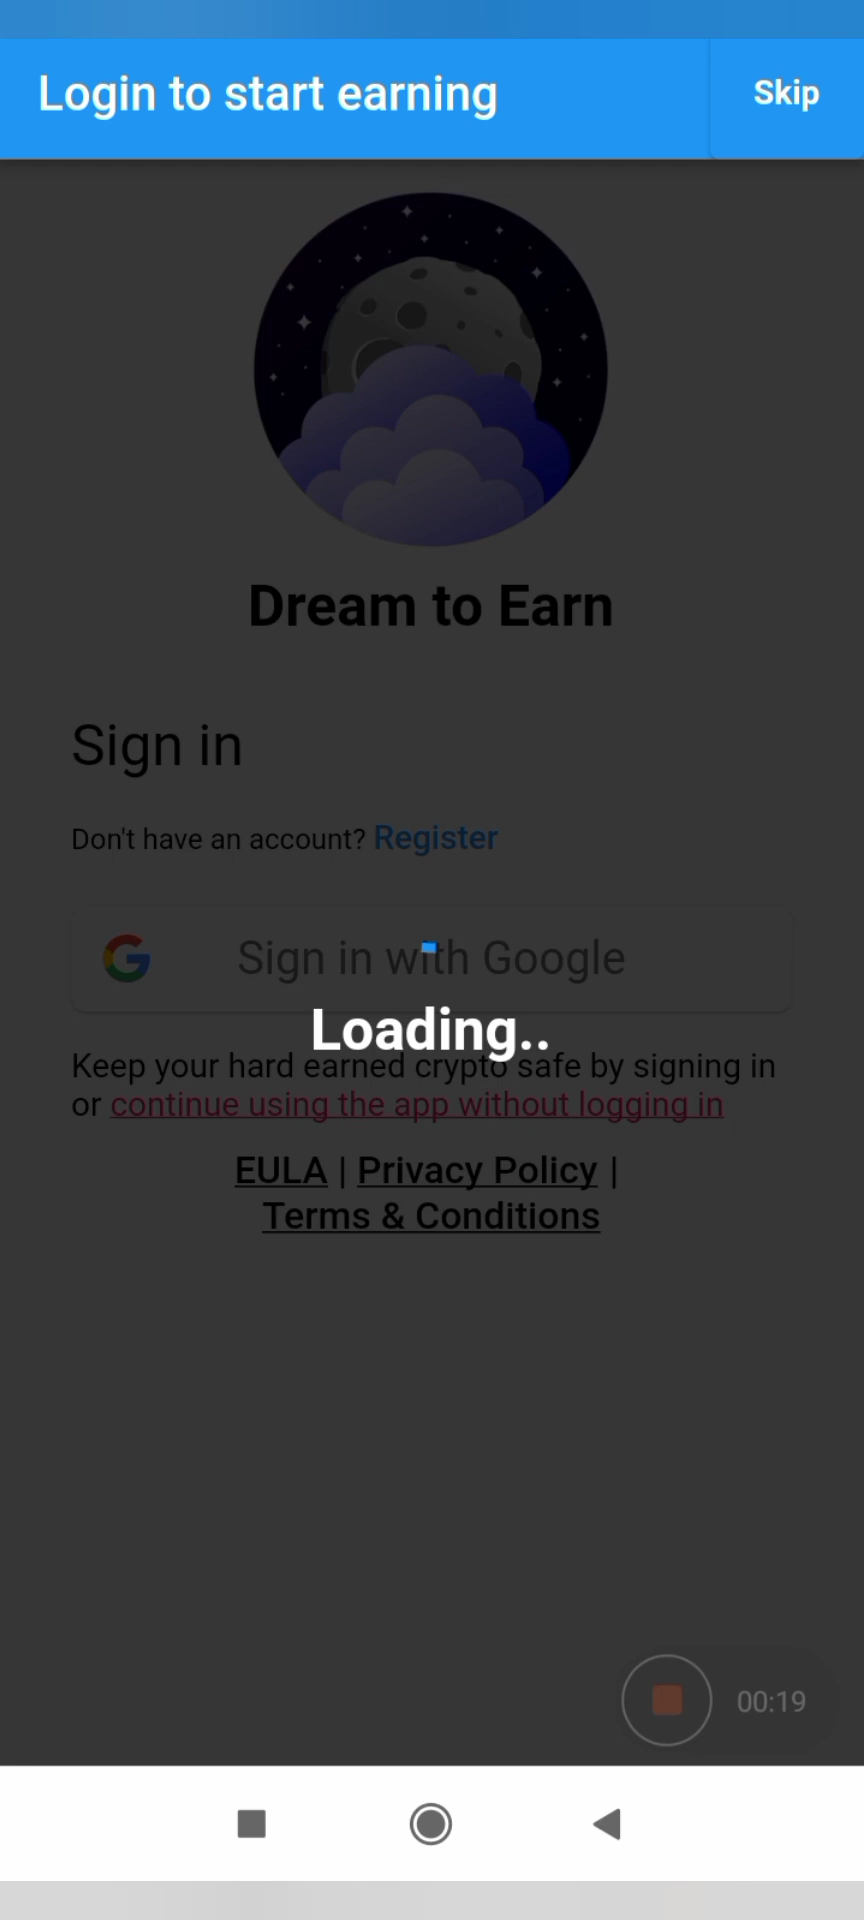 Login to start earning
Skip
Dream to Earn
Sign in
Don't have an account? Register
Sign in with Google
Loading..
Keep your hard earned crypto safe by signing in
or continue using the app without logging in
EULA | Privacy Policy |
Terms & Conditions
00:19